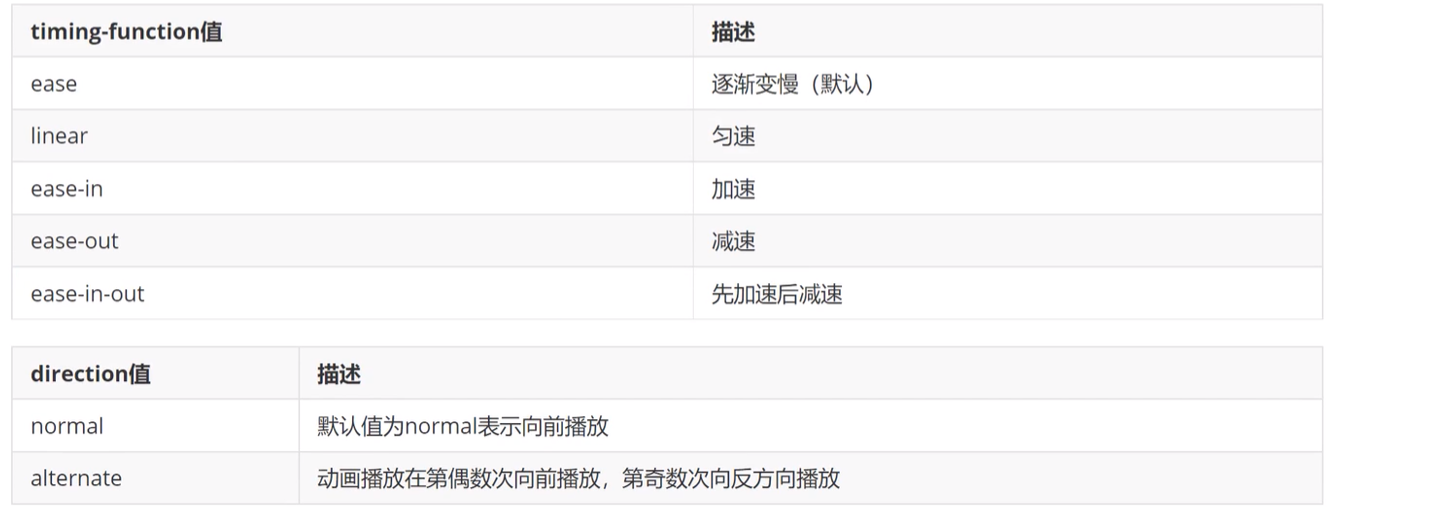 timing-function值 描述
ease 逐渐变慢（默认）
linear 匀速
ease-in 加速
ease-out 减速
ease-in-out 先加速后减速
direction值 描述
normal 默认值为normal表示向前播放
alternate 动画播放在第偶数次向前播放，第奇数次向反方向播放